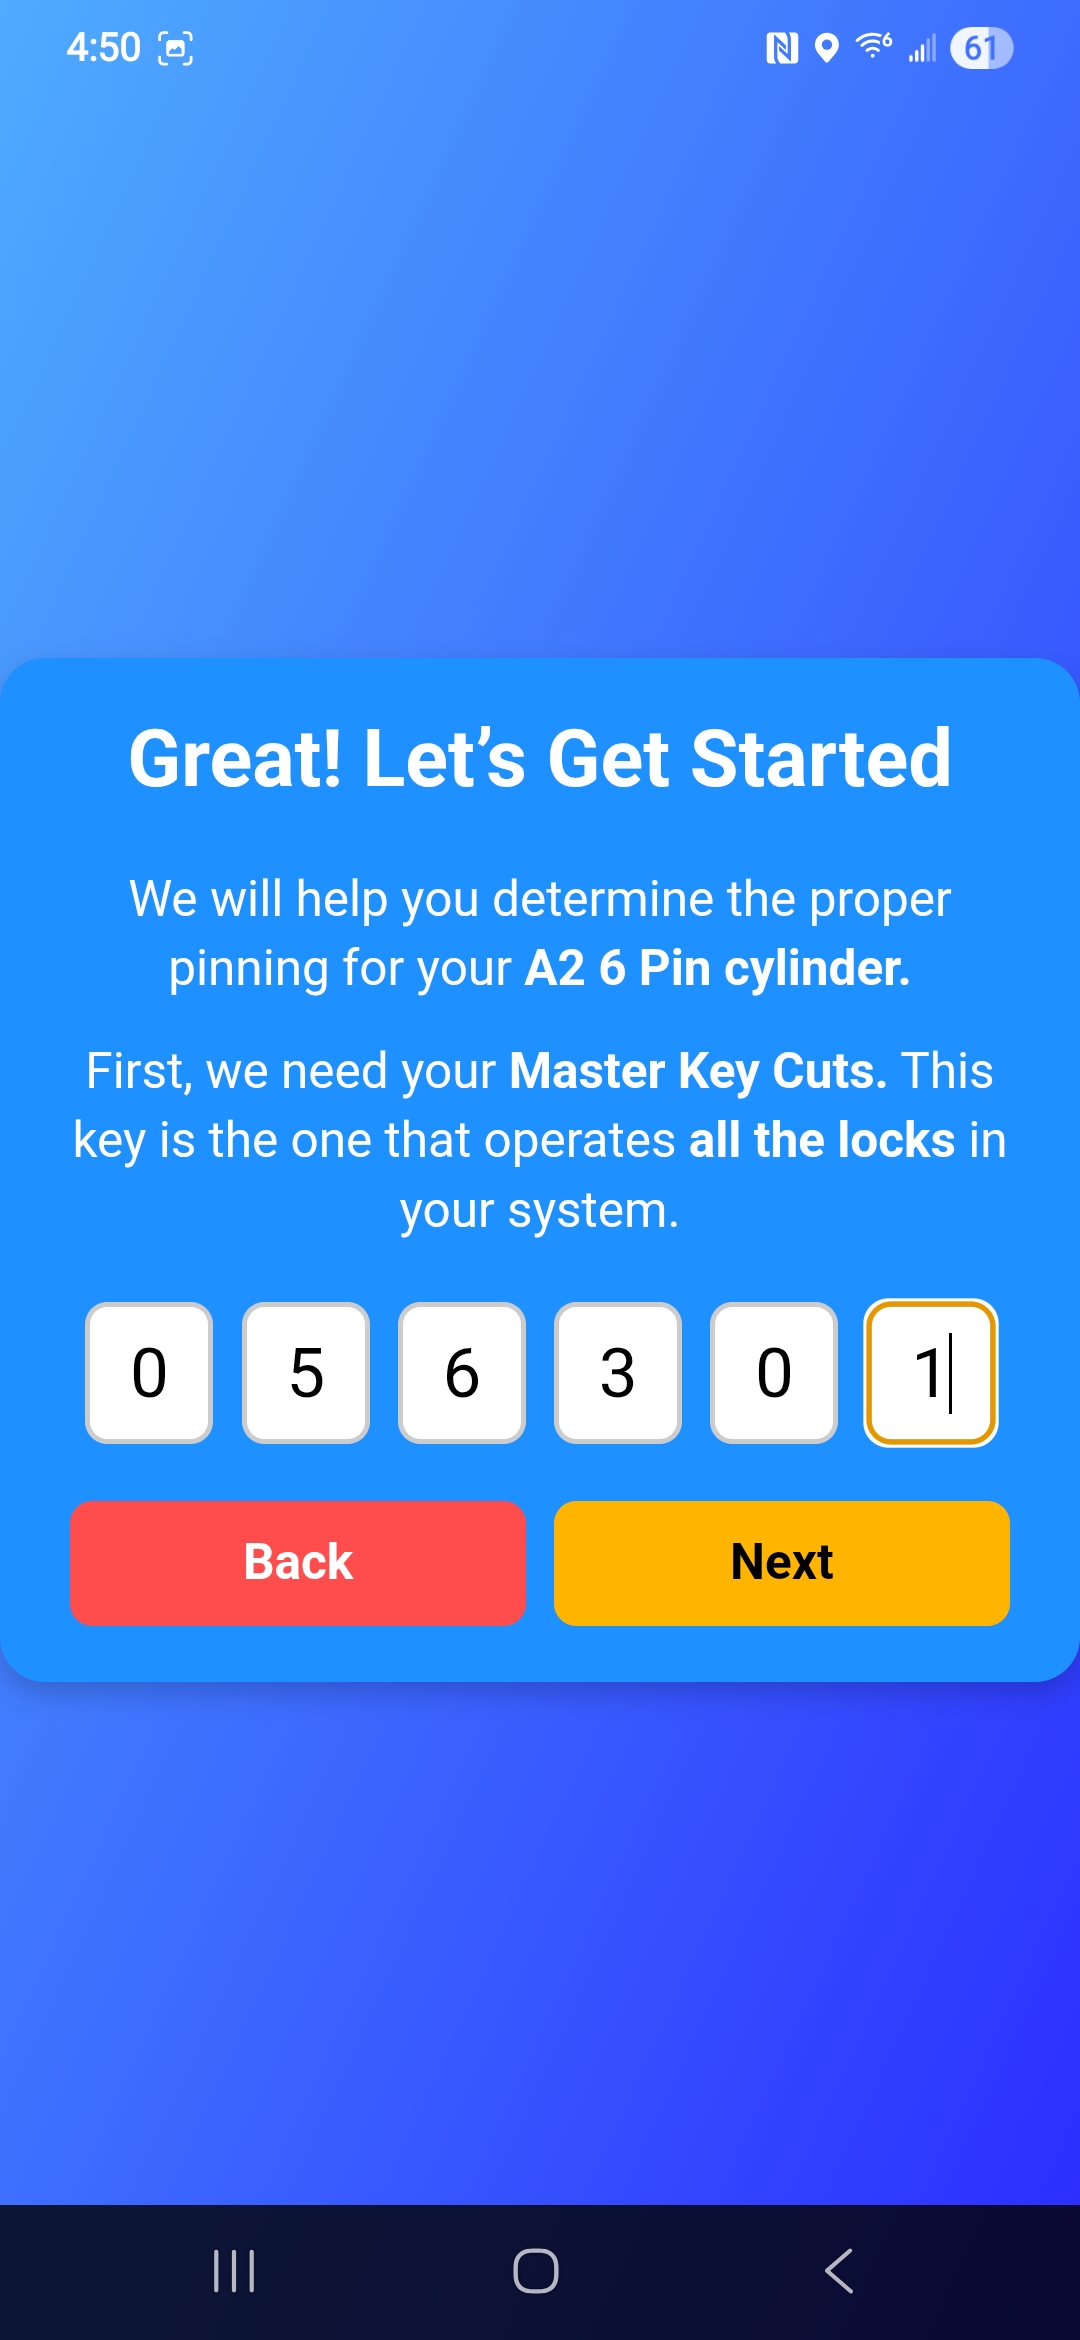 4:50
6
61
Great! Let’s Get Started
We will help you determine the proper
pinning for your A2 6 Pin cylinder.
First, we need your Master Key Cuts. This
key is the one that operates all the locks in
your system.
0 5 6 3 0 1
Back Next